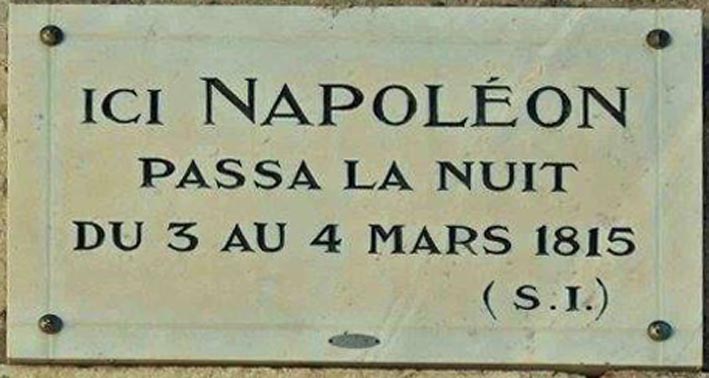 ICI NAPOLÉON
PASSA LA NUIT
DU 3 AU 4 MARS 1815
(S.I.)